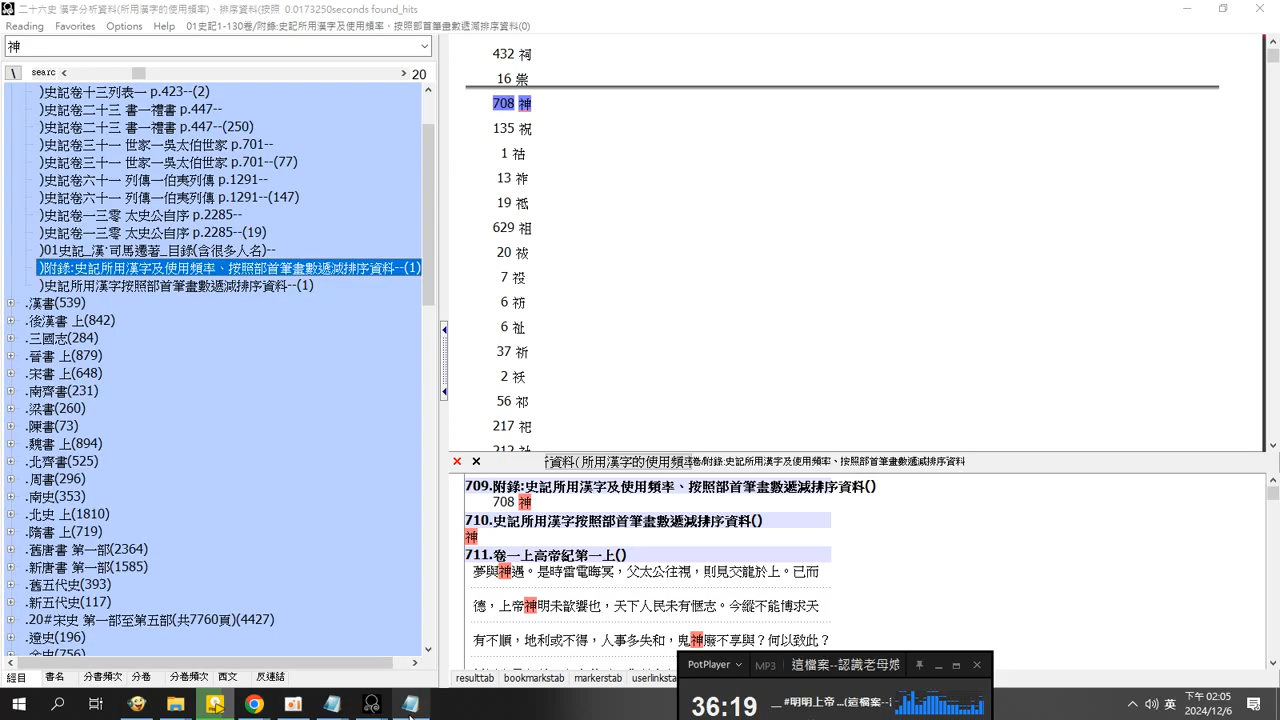 二十六史 漢字分析資料(所用漢字的使用頻率)、排序資料(按照 0.0173250seconds found_hits
Reading Favorites Options Help 01史記1-130卷/附錄:史記所用漢字及使用頻率、按照部首筆畫數遞減排序資料(0)
神
\ searc 20
)史記卷十三列表一 p.423--(2)
)史記卷二十三 書一禮書 p.447--
)史記卷二十三 書一禮書 p.447--(250)
)史記卷三十一 世家一吳太伯世家 p.701--
)史記卷三十一 世家一吳太伯世家 p.701--(77)
)史記卷六十一 列傳一伯夷列傳 p.1291--
)史記卷六十一 列傳一伯夷列傳 p.1291--(147)
)史記卷一三零 太史公自序 p.2285--
)史記卷一三零 太史公自序 p.2285--(19)
)01史記_漢˙司馬遷著_目錄(含很多人名)--
)附錄:史記所用漢字及使用頻率、按照部首筆畫數遞減排序資料--(1)
)史記所用漢字按照部首筆畫數遞減排序資料--(1)
.漢書(539)
.後漢書 上(842)
.三國志(284)
.晉書 上(879)
.宋書 上(648)
.南齊書(231)
.梁書(260)
.陳書(73)
.魏書 上(894)
.北齊書(525)
.周書(296)
.南史(353)
.北史 上(1810)
.隋書 上(719)
.舊唐書 第一部(2364)
.新唐書 第一部(1585)
.舊五代史(393)
.新五代史(117)
.20#宋史 第一部至第五部(共7760頁)(4427)
.遼史(196)
.金史(756)
經目 書名 分書頻次 分卷 分卷頻次 西文 反連結
432 祠
16 祟
708 神
135 祝
1 祜
13 祚
19 祗
629 祖
20 祓
7 祋
6 祊
6 祉
37 祈
2 祅
56 祁
217 祀
212 社
資料(所用漢字的使用頻率 卷/附錄:史記所用漢字及使用頻率、按照部首筆畫數遞減排序資料
709.附錄:史記所用漢字及使用頻率、按照部首筆畫數遞減排序資料()
708 神
710.史記所用漢字按照部首筆畫數遞減排序資料()
神
711.卷一上高帝紀第一上()
夢與神遇。是時雷電晦冥，父太公往視，則見交龍於上。已而
德，上帝神明未歆饗也，天下人民未有愜志。今縱不能博求天
有不順，地利或不得，人事多失和，鬼神廢不享與？何以致此？
resulttab bookmarkstab markerstab userlinksta
PotPlayer MP3 這檔案--認識老母娘
36:19 #明明上帝 ...(這檔案--
下午 02:05
2024/12/6